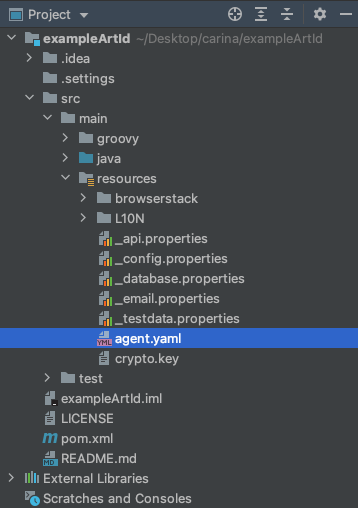 Project
exampleArtId ~/Desktop/carina/exampleArtId
.idea
.settings
src
main
groovy
java
resources
browserstack
L10N
_api.properties
_config.properties
_database.properties
_email.properties
_testdata.properties
YML agent.yaml
crypto.key
test
exampleArtId.iml
LICENSE
m pom.xml
MD README.md
External Libraries
Scratches and Consoles